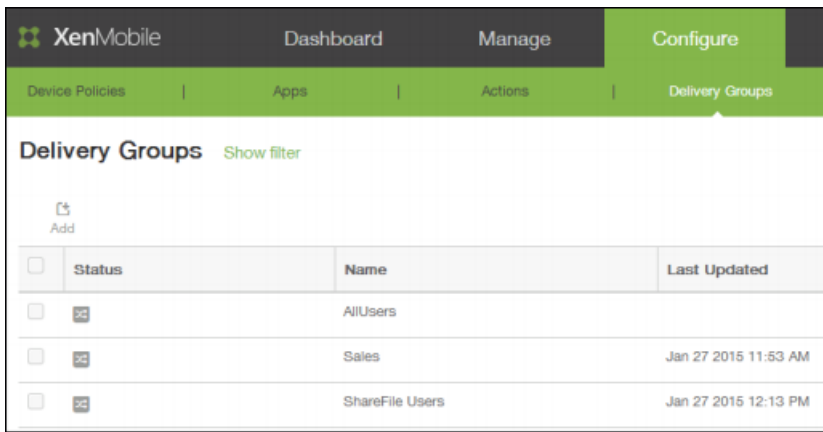 XenMobile Dashboard Manage Configure
Device Policies | Apps | Actions | Delivery Groups
Delivery Groups Show filter
Add
Status Name Last Updated
AllUsers
Sales Jan 27 2015 11:53 AM
ShareFile Users Jan 27 2015 12:13 PM